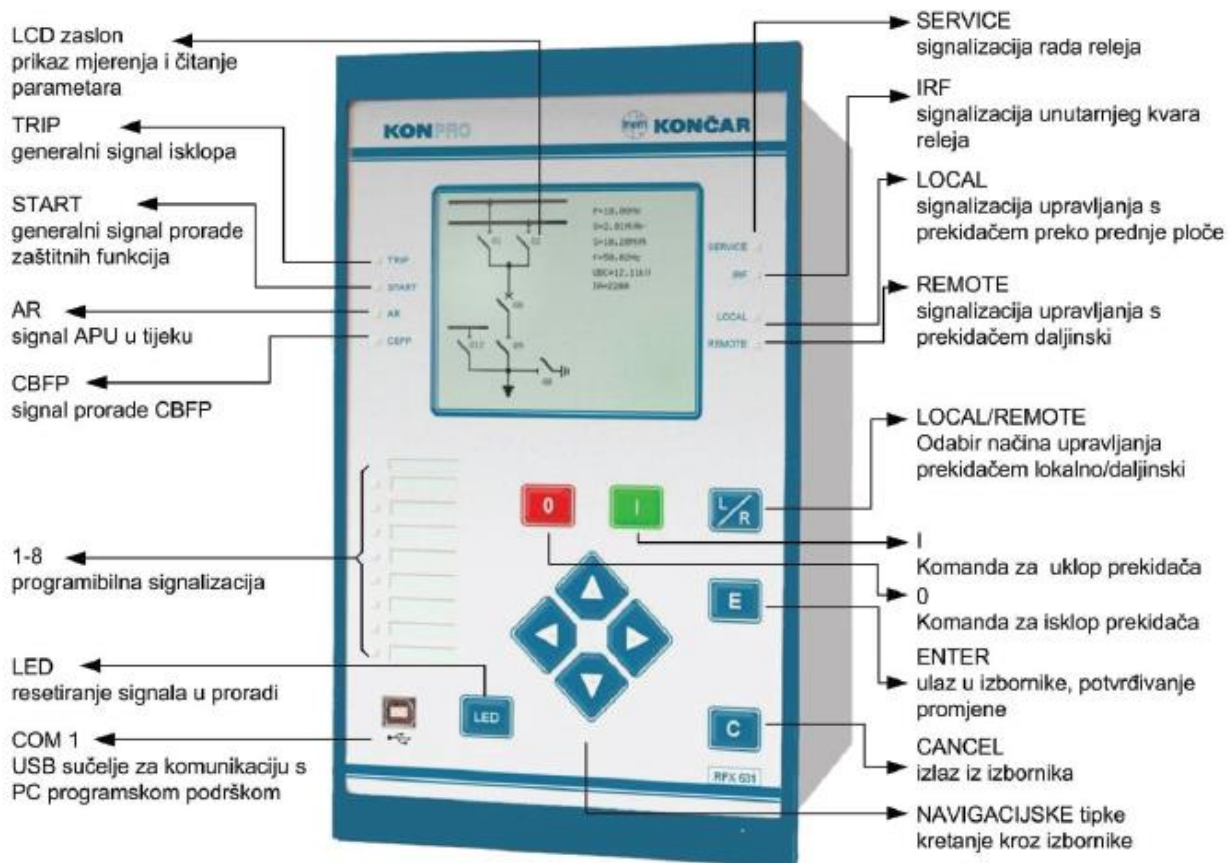 LCD zaslon
prikaz mjerenja i čitanje
parametara
TRIP
generalni signal isklopa
START
generalni signal prorade
zaštitnih funkcija
AR
signal APU u tijeku
CBFP
signal prorade CBFP
1-8
programibilna signalizacija
LED
resetiranje signala u proradi
COM 1
USB sučelje za komunikaciju s
PC programskom podrškom
KONPRO
KONČAR
TRIP
START
AR
CBFP
SERVICE
IRF
LOCAL
REMOTE
0
I
L/R
E
LED
C
RFX 631
SERVICE
signalizacija rada releja
IRF
signalizacija unutarnjeg kvara
releja
LOCAL
signalizacija upravljanja s
prekidačem preko prednje ploče
REMOTE
signalizacija upravljanja s
prekidačem daljinski
LOCAL/REMOTE
Odabir načina upravljanja
prekidačem lokalno/daljinski
I
Komanda za uklop prekidača
0
Komanda za isklop prekidača
ENTER
ulaz u izbornike, potvrđivanje
promjene
CANCEL
izlaz iz izbornika
NAVIGACIJSKE tipke
kretanje kroz izbornike